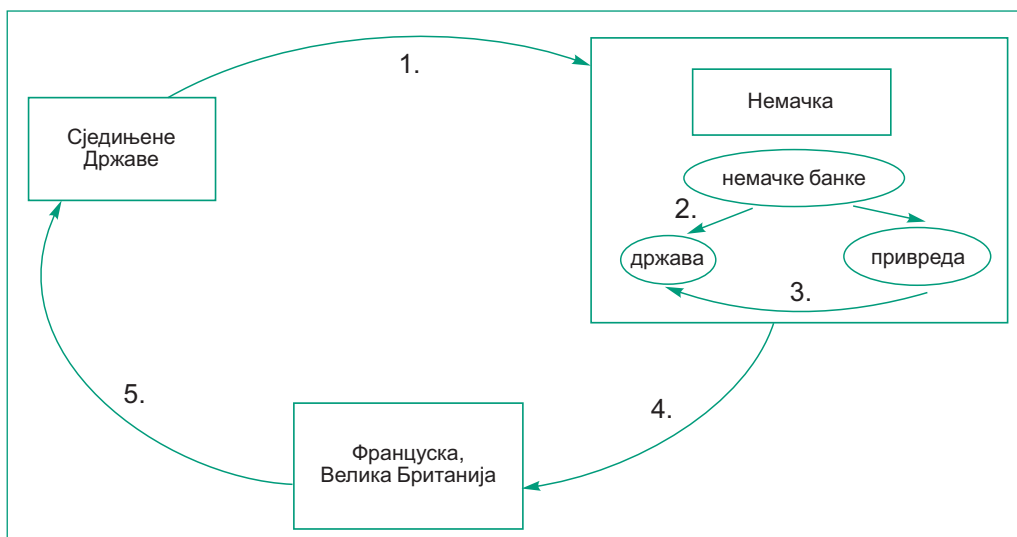 1.
Сједињене
Државе
Немачка
немачке банке
2.
држава
привреда
3.
4.
5.
Француска,
Велика Британија